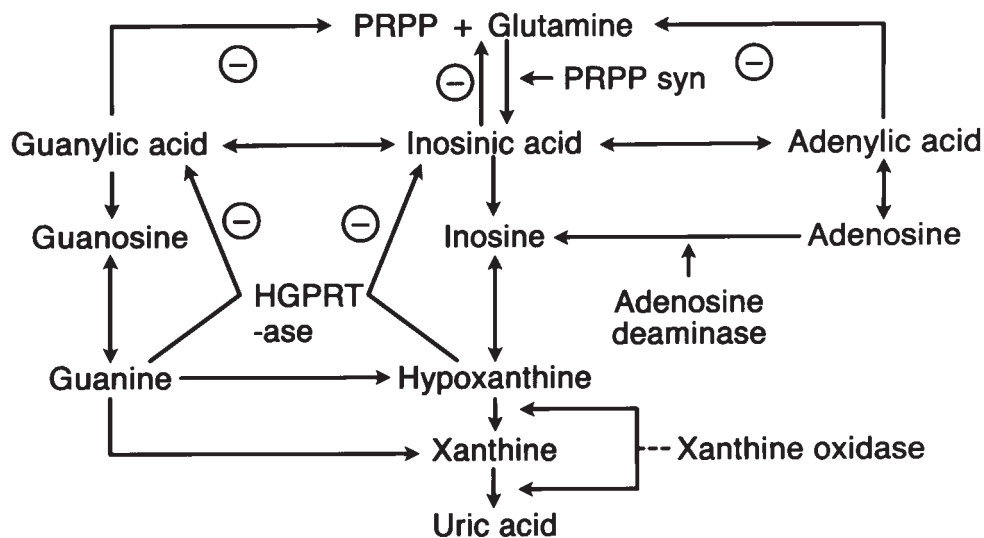 PRPP + Glutamine
PRPP syn
Guanylic acid
Inosinic acid
Adenylic acid
Guanosine
Inosine
Adenosine
HGPRT
-ase
Adenosine
deaminase
Guanine
Hypoxanthine
Xanthine
Xanthine oxidase
Uric acid